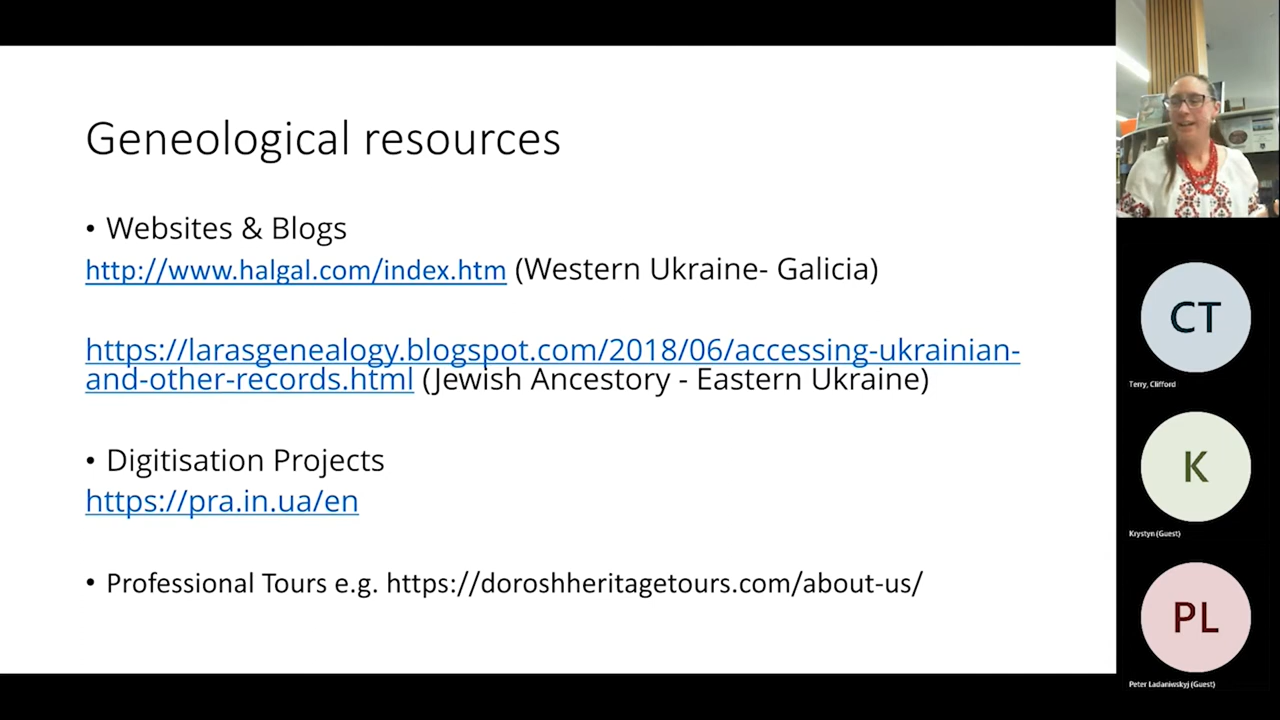 Geneological resources
• Websites & Blogs
http://www.halgal.com/index.htm (Western Ukraine- Galicia)
https://larasgenealogy.blogspot.com/2018/06/accessing-ukrainian-
and-other-records.html (Jewish Ancestory - Eastern Ukraine)
• Digitisation Projects
https://pra.in.ua/en
• Professional Tours e.g. https://doroshheritagetours.com/about-us/
CT
Terry, Clifford
K
Krystyn (Guest)
PL
Peter Ladaniwskyj (Guest)